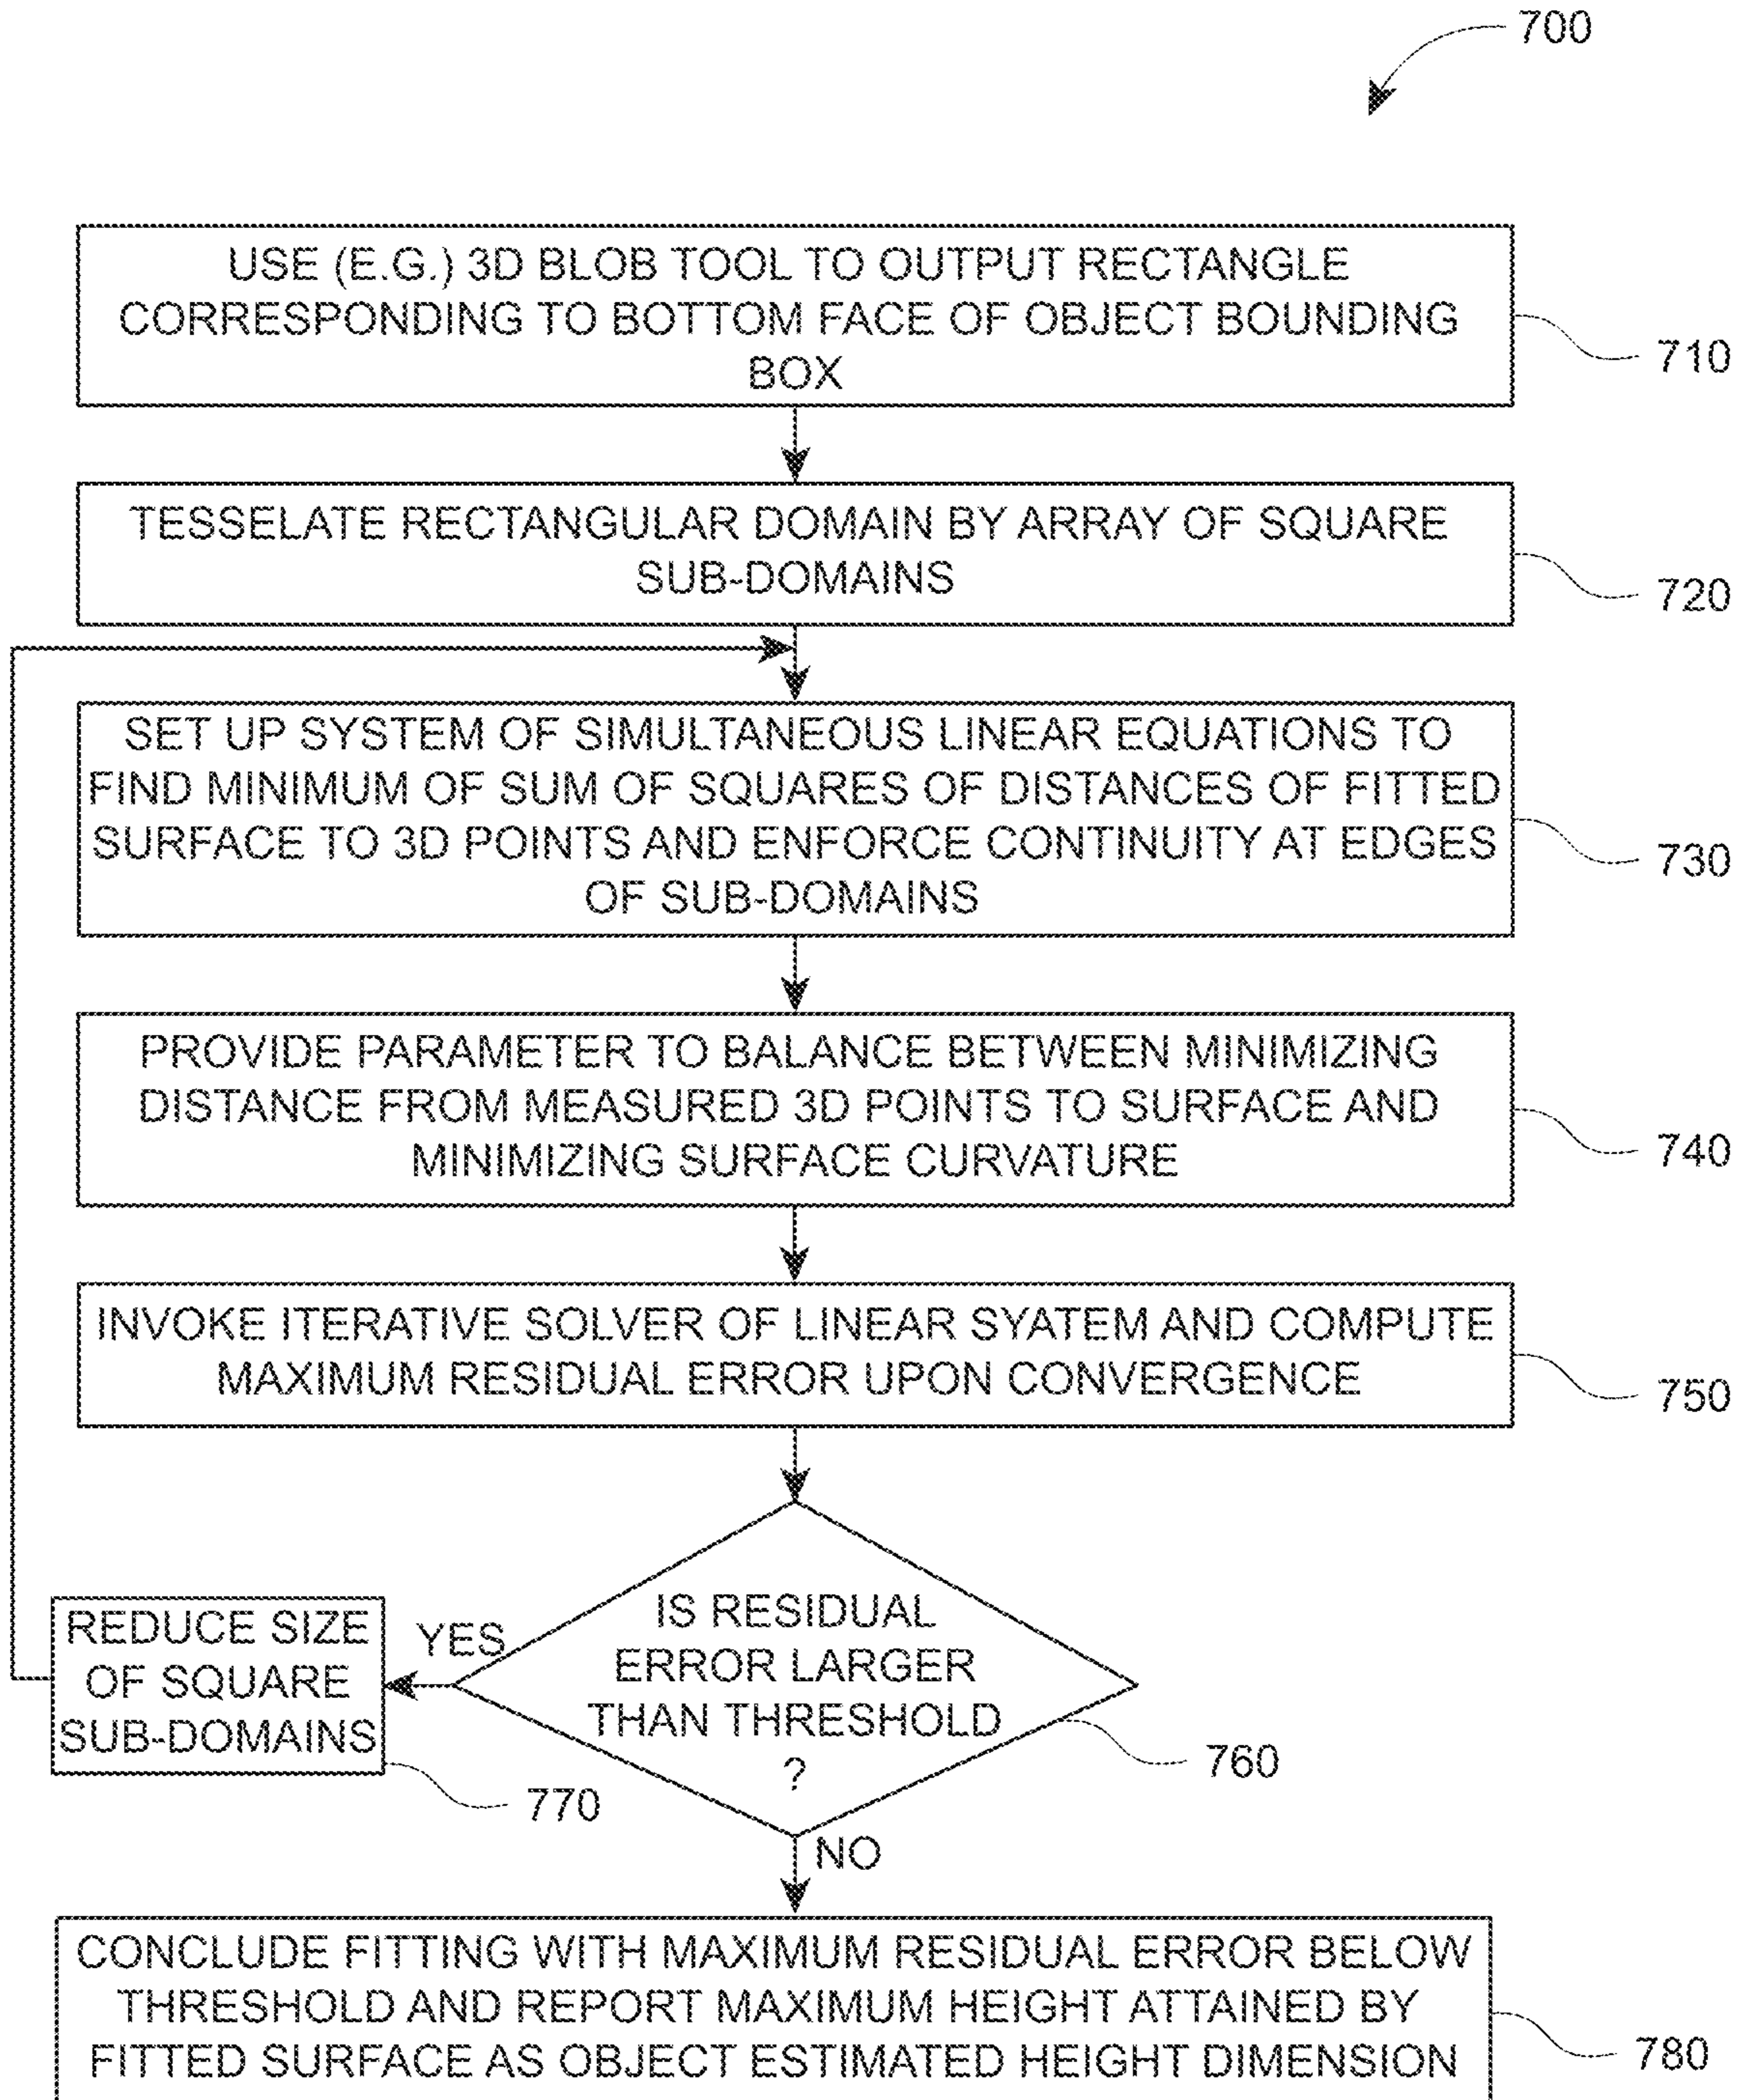 700
USE (E.G.) 3D BLOB TOOL TO OUTPUT RECTANGLE
CORRESPONDING TO BOTTOM FACE OF OBJECT BOUNDING
BOX
710
TESSELATE RECTANGULAR DOMAIN BY ARRAY OF SQUARE
SUB-DOMAINS
720
SET UP SYSTEM OF SIMULTANEOUS LINEAR EQUATIONS TO
FIND MINIMUM OF SUM OF SQUARES OF DISTANCES OF FITTED
SURFACE TO 3D POINTS AND ENFORCE CONTINUITY AT EDGES
OF SUB-DOMAINS
730
PROVIDE PARAMETER TO BALANCE BETWEEN MINIMIZING
DISTANCE FROM MEASURED 3D POINTS TO SURFACE AND
MINIMIZING SURFACE CURVATURE
740
INVOKE ITERATIVE SOLVER OF LINEAR SYATEM AND COMPUTE
MAXIMUM RESIDUAL ERROR UPON CONVERGENCE
750
IS RESIDUAL
ERROR LARGER
THAN THRESHOLD
?
760
YES
REDUCE SIZE
OF SQUARE
SUB-DOMAINS
770
NO
CONCLUDE FITTING WITH MAXIMUM RESIDUAL ERROR BELOW
THRESHOLD AND REPORT MAXIMUM HEIGHT ATTAINED BY
FITTED SURFACE AS OBJECT ESTIMATED HEIGHT DIMENSION
780